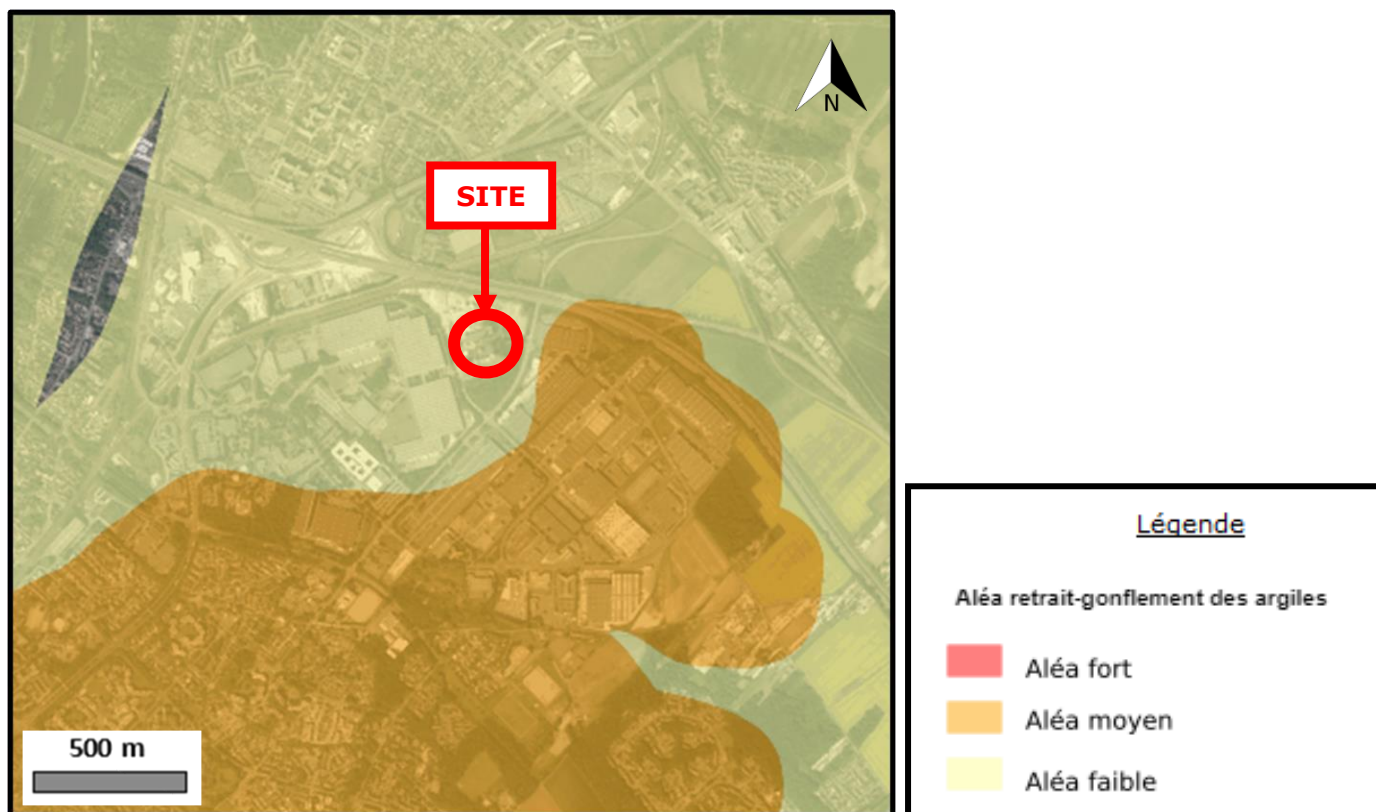 N
SITE
500 m
Légende
Aléa retrait-gonflement des argiles
Aléa fort
Aléa moyen
Aléa faible